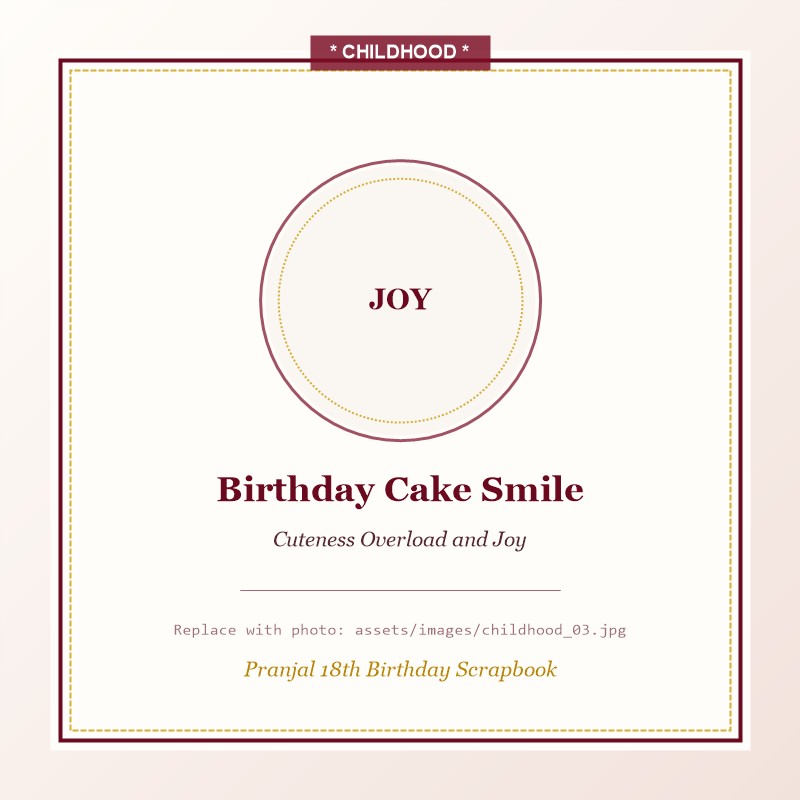 * CHILDHOOD *
JOY
Birthday Cake Smile
Cuteness Overload and Joy
Replace with photo: assets/images/childhood_03.jpg
Pranjal 18th Birthday Scrapbook